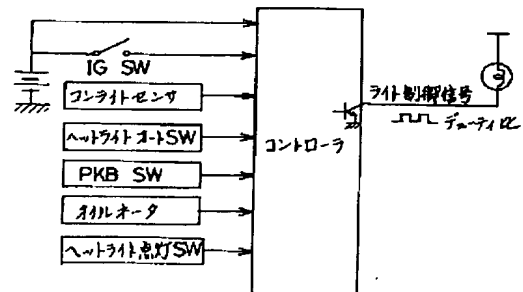 IG SW
コンライトセンサ
ヘッドライトオートSW
PKB SW
オイルオータ
ヘッドライト点灯SW
コントローラ
ライト制御信号
デューティ比